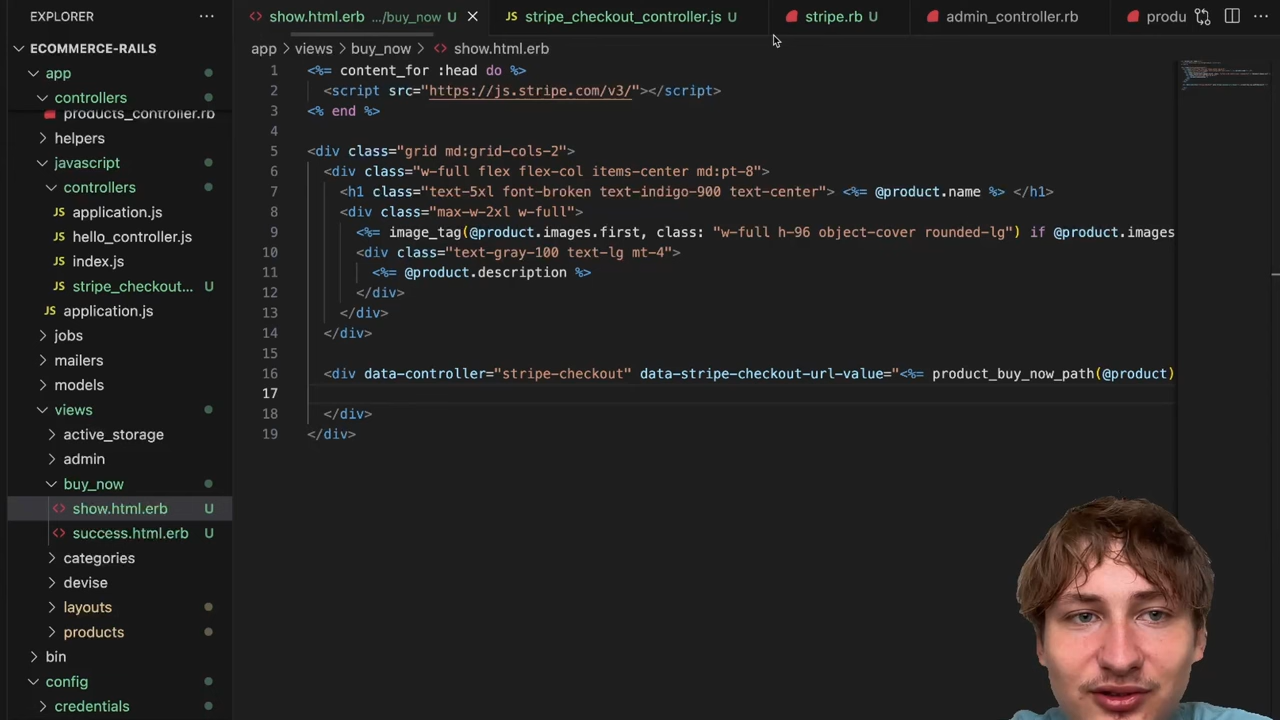 EXPLORER ···
show.html.erb .../buy_now U ×
JS stripe_checkout_controller.js U
stripe.rb U
admin_controller.rb
produ ···
ECOMMERCE-RAILS
app > views > buy_now > <> show.html.erb
app
controllers
products_controller.rb
helpers
javascript
controllers
JS application.js
JS hello_controller.js
JS index.js
JS stripe_checkout... U
JS application.js
jobs
mailers
models
views
active_storage
admin
buy_now
<> show.html.erb U
<> success.html.erb U
categories
devise
layouts
products
bin
config
credentials
1 <%= content_for :head do %>
2 <script src="https://js.stripe.com/v3/"></script>
3 <% end %>
4
5 <div class="grid md:grid-cols-2">
6 <div class="w-full flex flex-col items-center md:pt-8">
7 <h1 class="text-5xl font-broken text-indigo-900 text-center"> <%= @product.name %> </h1>
8 <div class="max-w-2xl w-full">
9 <%= image_tag(@product.images.first, class: "w-full h-96 object-cover rounded-lg") if @product.images
10 <div class="text-gray-100 text-lg mt-4">
11 <%= @product.description %>
12 </div>
13 </div>
14 </div>
15
16 <div data-controller="stripe-checkout" data-stripe-checkout-url-value="<%= product_buy_now_path(@product)
17
18 </div>
19 </div>